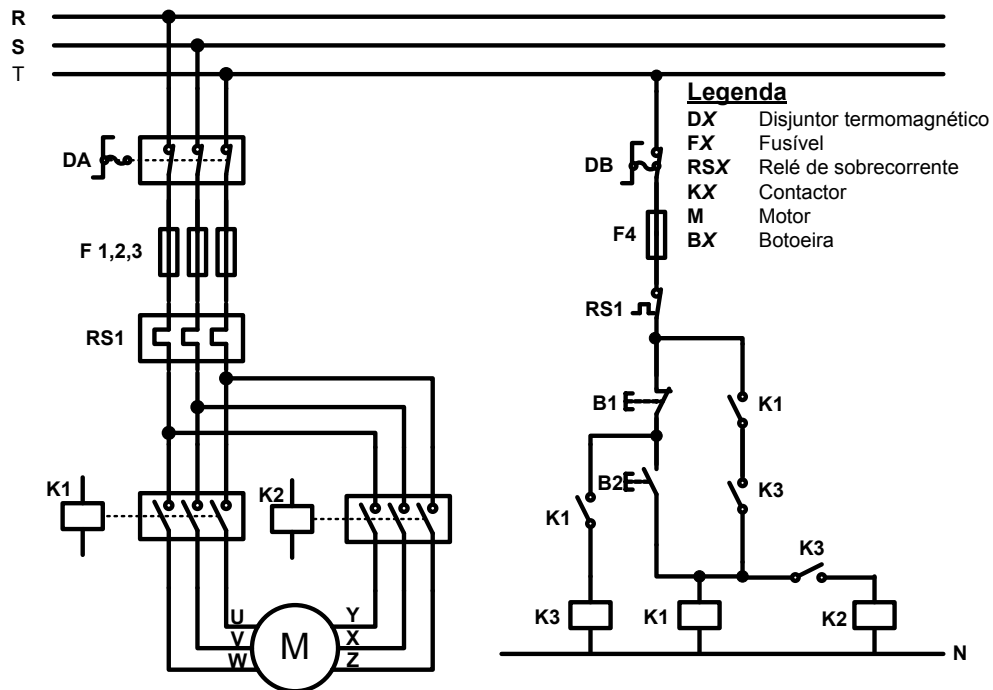 R
S
T
Legenda
DX Disjuntor termomagnético
FX Fusível
RSX Relé de sobrecorrente
KX Contactor
M Motor
BX Botoeira
DA
DB
F 1,2,3
F4
RS1
RS1
B1
K1
B2
K3
K1
K2
K1
K3
U
Y
K3
K1
K2
V
M
X
W
Z
N